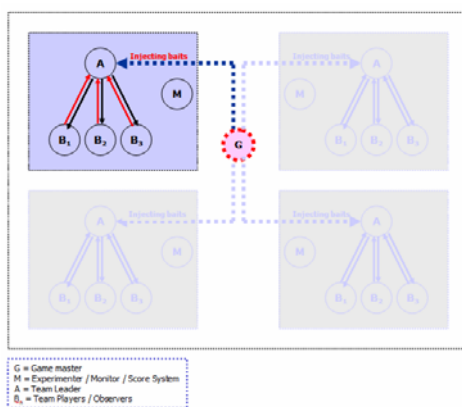 Injecting baits
A
M
B₁ B₂ B₃
Injecting baits
A
M
B₁ B₂ B₃
G
Injecting baits
A
M
B₁ B₂ B₃
Injecting baits
A
M
B₁ B₂ B₃
G = Game master
M = Experimenter / Monitor / Score System
A = Team Leader
Bₙ = Team Players / Observers